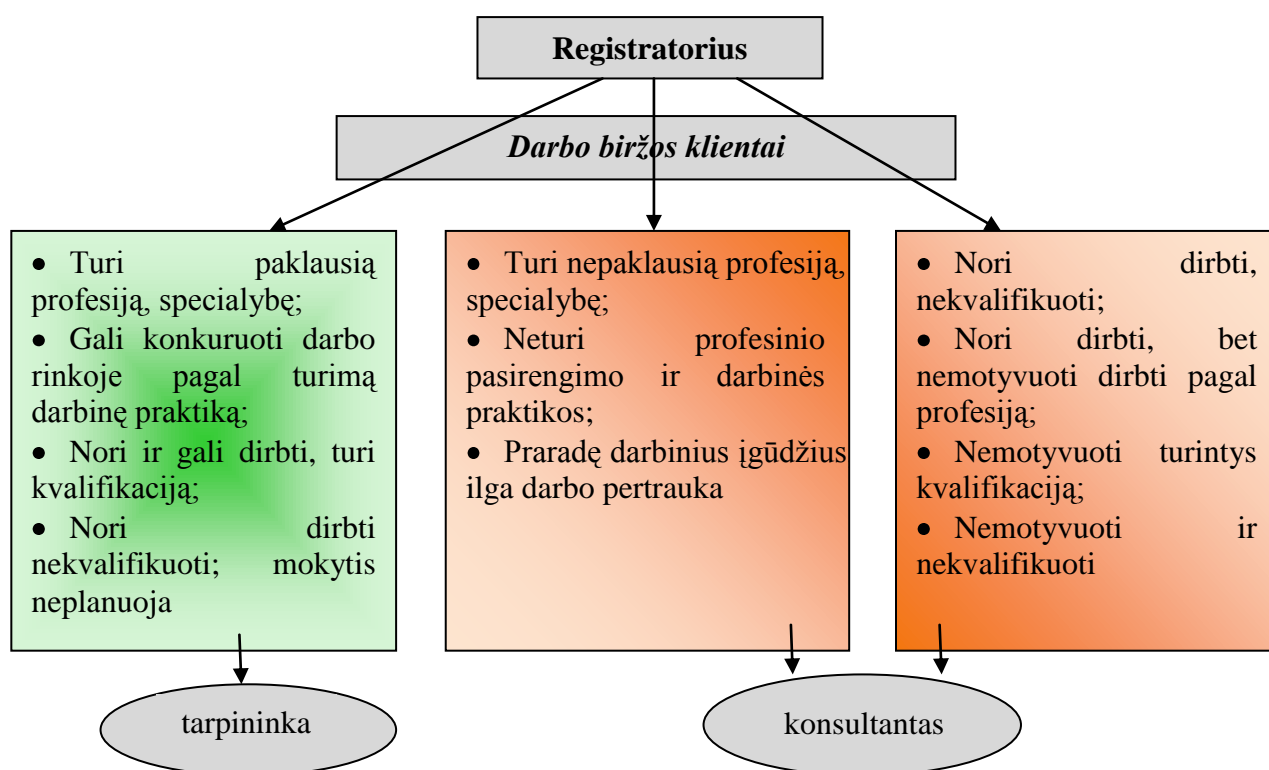 Registratorius
Darbo biržos klientai
• Turi paklausią
profesiją, specialybę;
• Gali konkuruoti darbo
rinkoje pagal turimą
darbinę praktiką;
• Nori ir gali dirbti, turi
kvalifikaciją;
• Nori dirbti
nekvalifikuoti; mokytis
neplanuoja
• Turi nepaklausią profesiją,
specialybę;
• Neturi profesinio
pasirengimo ir darbinės
praktikos;
• Praradę darbinius įgūdžius
ilga darbo pertrauka
• Nori dirbti,
nekvalifikuoti;
• Nori dirbti, bet
nemotyvuoti dirbti pagal
profesiją;
• Nemotyvuoti turintys
kvalifikaciją;
• Nemotyvuoti ir
nekvalifikuoti
tarpininka
konsultantas